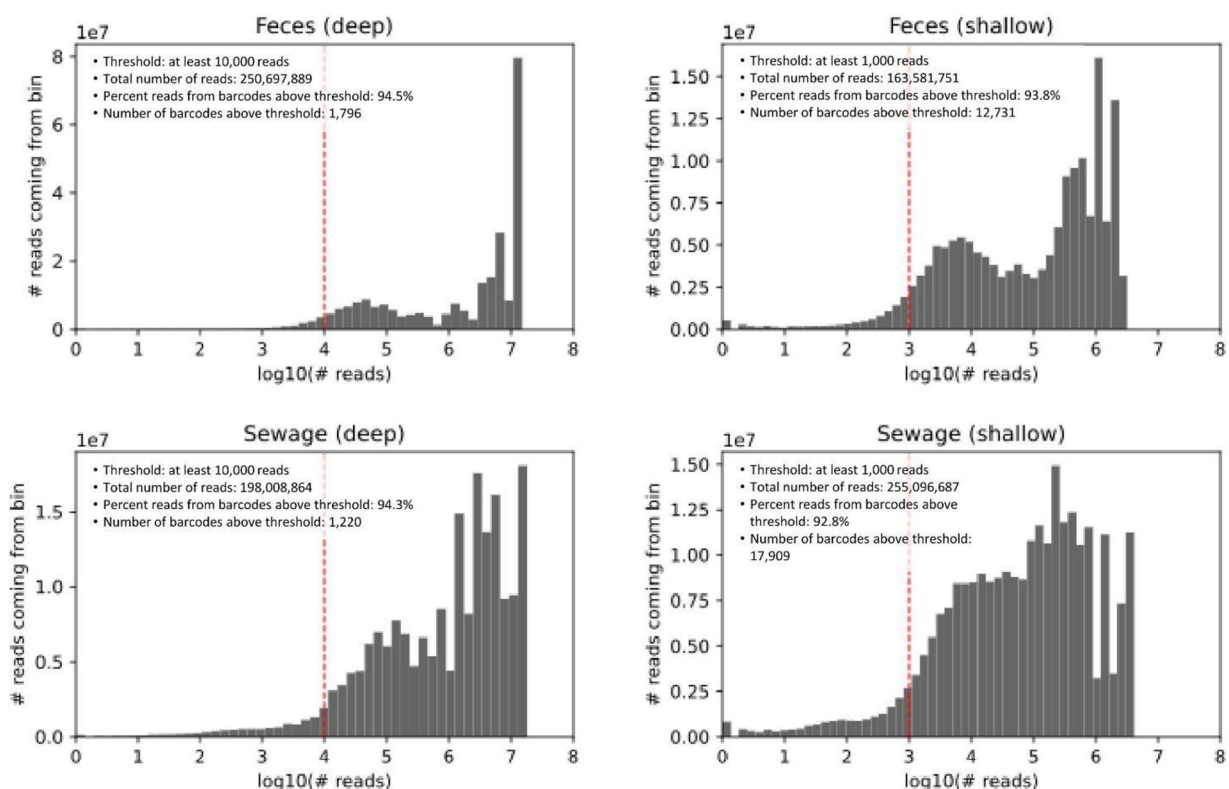 Feces (deep)
1e7
• Threshold: at least 10,000 reads
• Total number of reads: 250,697,889
• Percent reads from barcodes above threshold: 94.5%
• Number of barcodes above threshold: 1,796
8
6
4
2
0
# reads coming from bin
0 1 2 3 4 5 6 7 8
log10(# reads)
Feces (shallow)
1e7
• Threshold: at least 1,000 reads
• Total number of reads: 163,581,751
• Percent reads from barcodes above threshold: 93.8%
• Number of barcodes above threshold: 12,731
1.50
1.25
1.00
0.75
0.50
0.25
0.00
# reads coming from bin
0 1 2 3 4 5 6 7 8
log10(# reads)
Sewage (deep)
1e7
• Threshold: at least 10,000 reads
• Total number of reads: 198,008,864
• Percent reads from barcodes above threshold: 94.3%
• Number of barcodes above threshold: 1,220
1.5
1.0
0.5
0.0
# reads coming from bin
0 1 2 3 4 5 6 7 8
log10(# reads)
Sewage (shallow)
1e7
• Threshold: at least 1,000 reads
• Total number of reads: 255,096,687
• Percent reads from barcodes above
threshold: 92.8%
• Number of barcodes above threshold:
17,909
1.50
1.25
1.00
0.75
0.50
0.25
0.00
# reads coming from bin
0 1 2 3 4 5 6 7 8
log10(# reads)